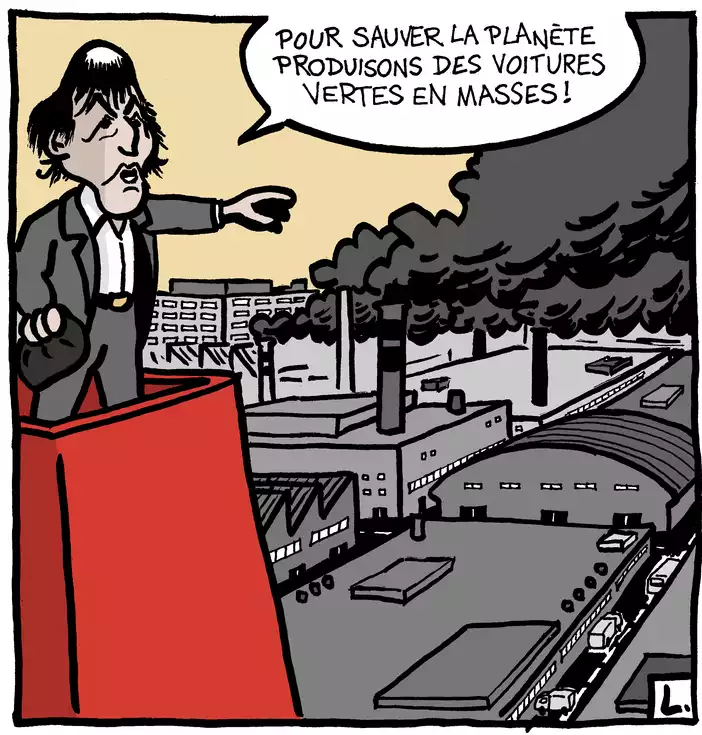 POUR SAUVER LA PLANÈTE
PRODUISONS DES VOITURES
VERTES EN MASSES !
L.